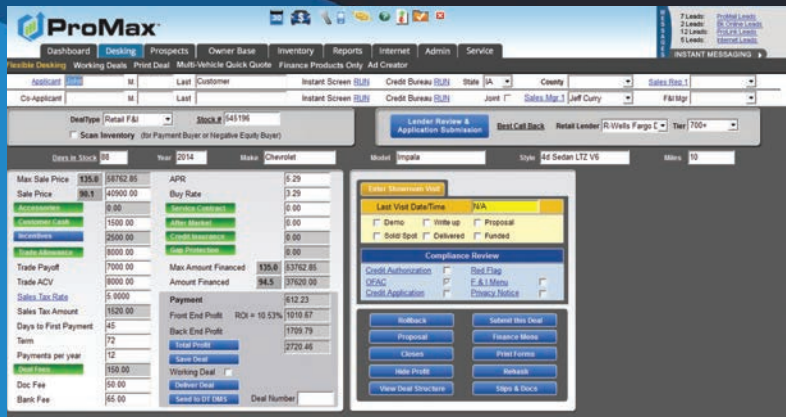 ProMax
7 Leads: ProMail Leads
2 Leads: Bk Online Leads
12 Leads: ProLink Leads
6 Leads: Internet Leads
MESSAGES
INSTANT MESSAGING
Dashboard Desking Prospects Owner Base Inventory Reports Internet Admin Service
Flexible Desking Working Deals Print Deal Multi-Vehicle Quick Quote Finance Products Only Ad Creator
Applicant John M. Last Customer Instant Screen RUN Credit Bureau RUN State IA County Sales Rep 1
Co-Applicant M. Last Instant Screen RUN Credit Bureau RUN Joint Sales Mgr 1 Jeff Curry F&I Mgr
DealType Retail F&I Stock # 545196
Scan Inventory (for Payment Buyer or Negative Equity Buyer)
Lender Review & Application Submission Best Call Back Retail Lender R-Wells Fargo D Tier 700+
Days in Stock 88 Year 2014 Make Chevrolet Model Impala Style 4d Sedan LTZ V6 Miles 10
Max Sale Price 135.0 58762.85
Sale Price 98.1 40900.00
Accessories 0.00
Customer Cash 1500.00
Incentives 2500.00
Trade Allowance 8000.00
Trade Payoff 7000.00
Trade ACV 8000.00
Sales Tax Rate 5.0000
Sales Tax Amount 1520.00
Days to First Payment 45
Term 72
Payments per year 12
Deal Fees 150.00
Doc Fee 50.00
Bank Fee 65.00
APR 5.29
Buy Rate 3.29
Service Contract 0.00
After Market 0.00
Credit Insurance 0.00
Gap Protection 0.00
Max Amount Financed 135.0 53762.85
Amount Financed 94.5 37620.00
Payment 612.23
Front End Profit ROI = 10.53% 1010.67
Back End Profit 1709.79
Total Profit 2720.46
Save Deal
Working Deal
Deliver Deal
Send to DT DMS Deal Number
Enter Showroom Visit
Last Visit Date/Time N/A
Demo Write up Proposal
Sold/Spot Delivered Funded
Compliance Review
Credit Authorization Red Flag
OFAC F & I Menu
Credit Application Privacy Notice
Rollback Submit this Deal
Proposal Finance Menu
Closes Print Forms
Hide Profit Rehash
View Deal Structure Stips & Docs